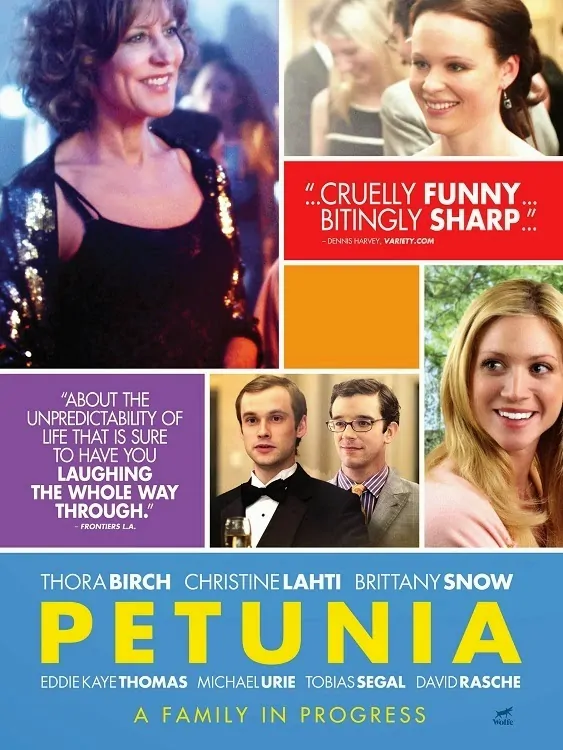 “...CRUELLY FUNNY...
BITINGLY SHARP”...
– DENNIS HARVEY, VARIETY.COM
“ABOUT THE
UNPREDICTABILITY OF
LIFE THAT IS SURE
TO HAVE YOU
LAUGHING
THE WHOLE WAY
THROUGH.”
– FRONTIERS L.A.
THORA BIRCH CHRISTINE LAHTI BRITTANY SNOW
PETUNIA
EDDIE KAYE THOMAS MICHAEL URIE TOBIAS SEGAL DAVID RASCHE
A FAMILY IN PROGRESS
Wolfe